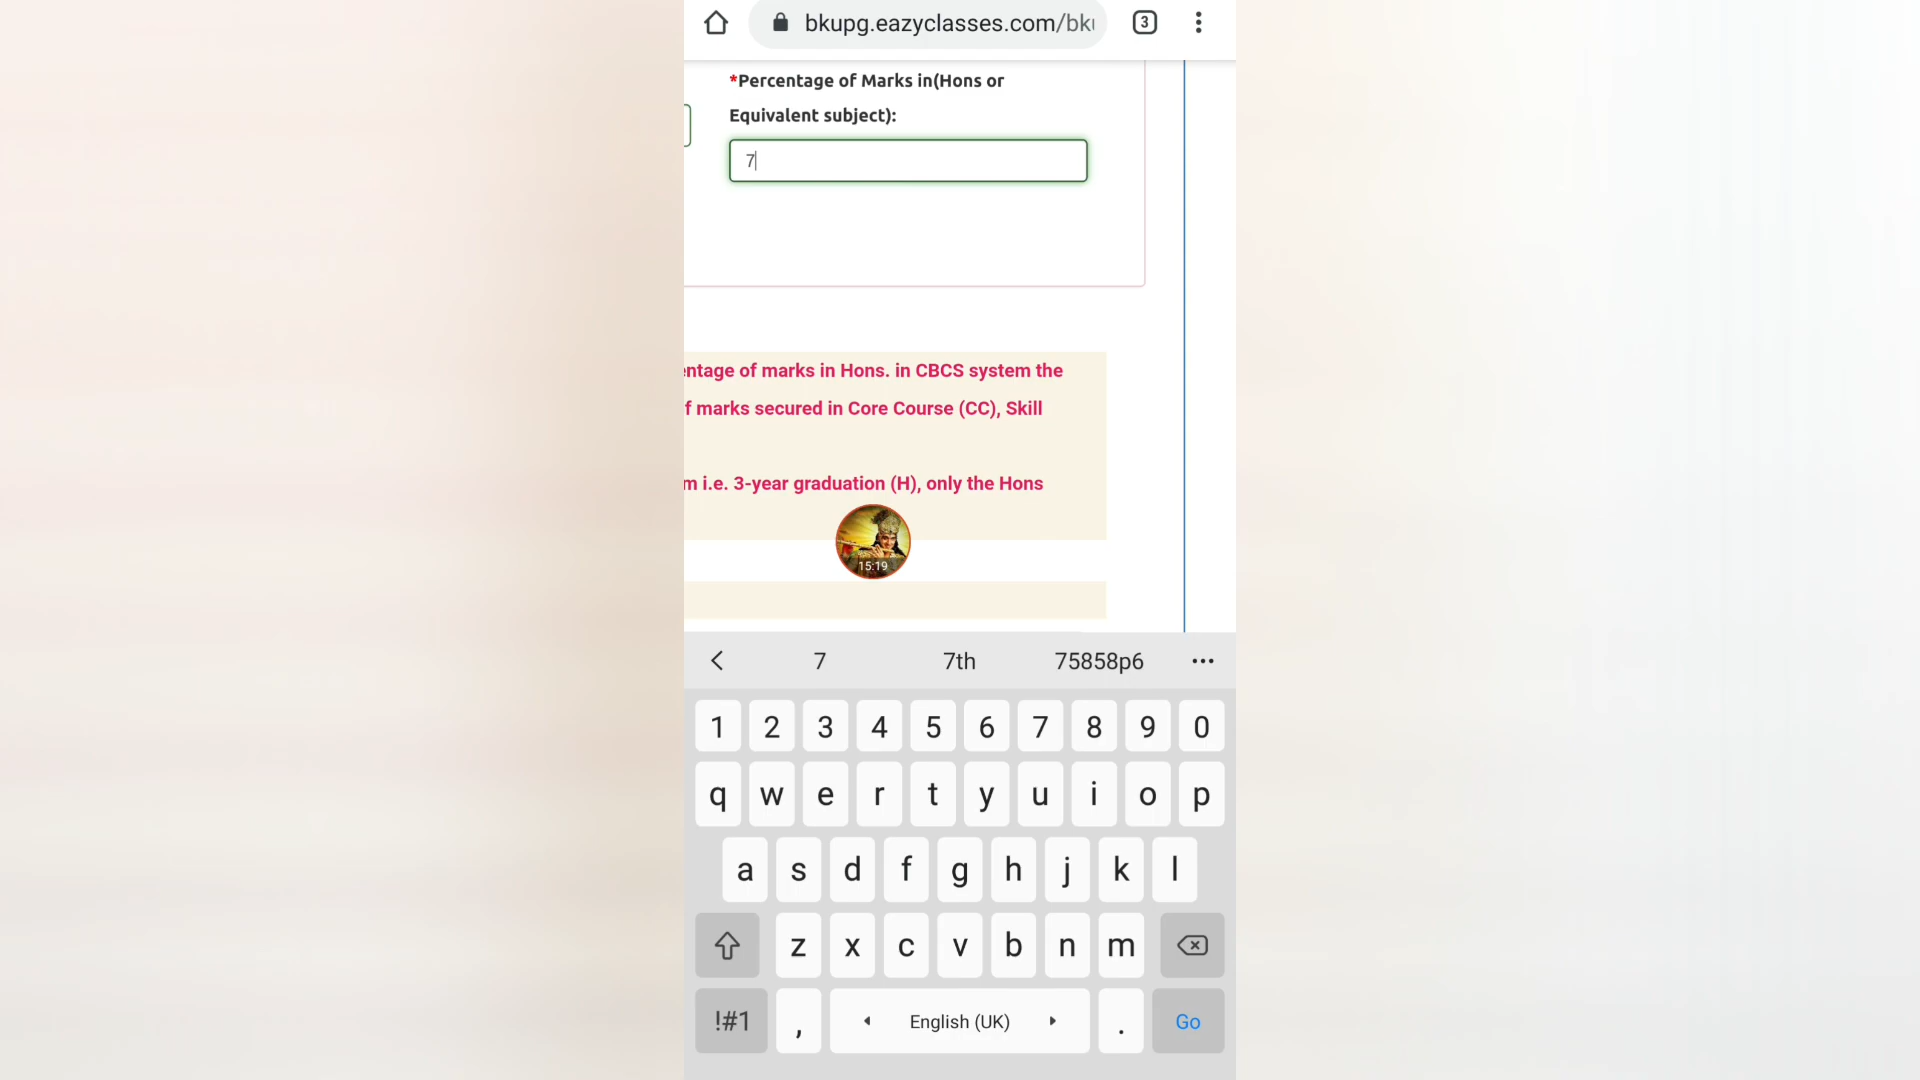 bkupg.eazyclasses.com/bk
3
*Percentage of Marks in(Hons or
Equivalent subject):
7
entage of marks in Hons. in CBCS system the
f marks secured in Core Course (CC), Skill
m i.e. 3-year graduation (H), only the Hons
15:19
7 7th 75858p6
1 2 3 4 5 6 7 8 9 0
q w e r t y u i o p
a s d f g h j k l
z x c v b n m
!#1 , English (UK) . Go